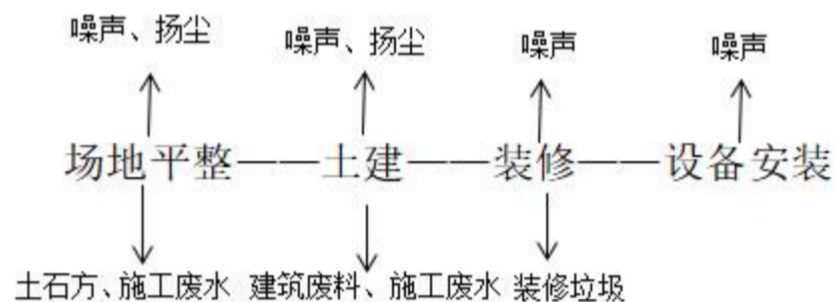 噪声、扬尘 噪声、扬尘 噪声 噪声
场地平整——土建——装修——设备安装
土石方、施工废水 建筑废料、施工废水 装修垃圾